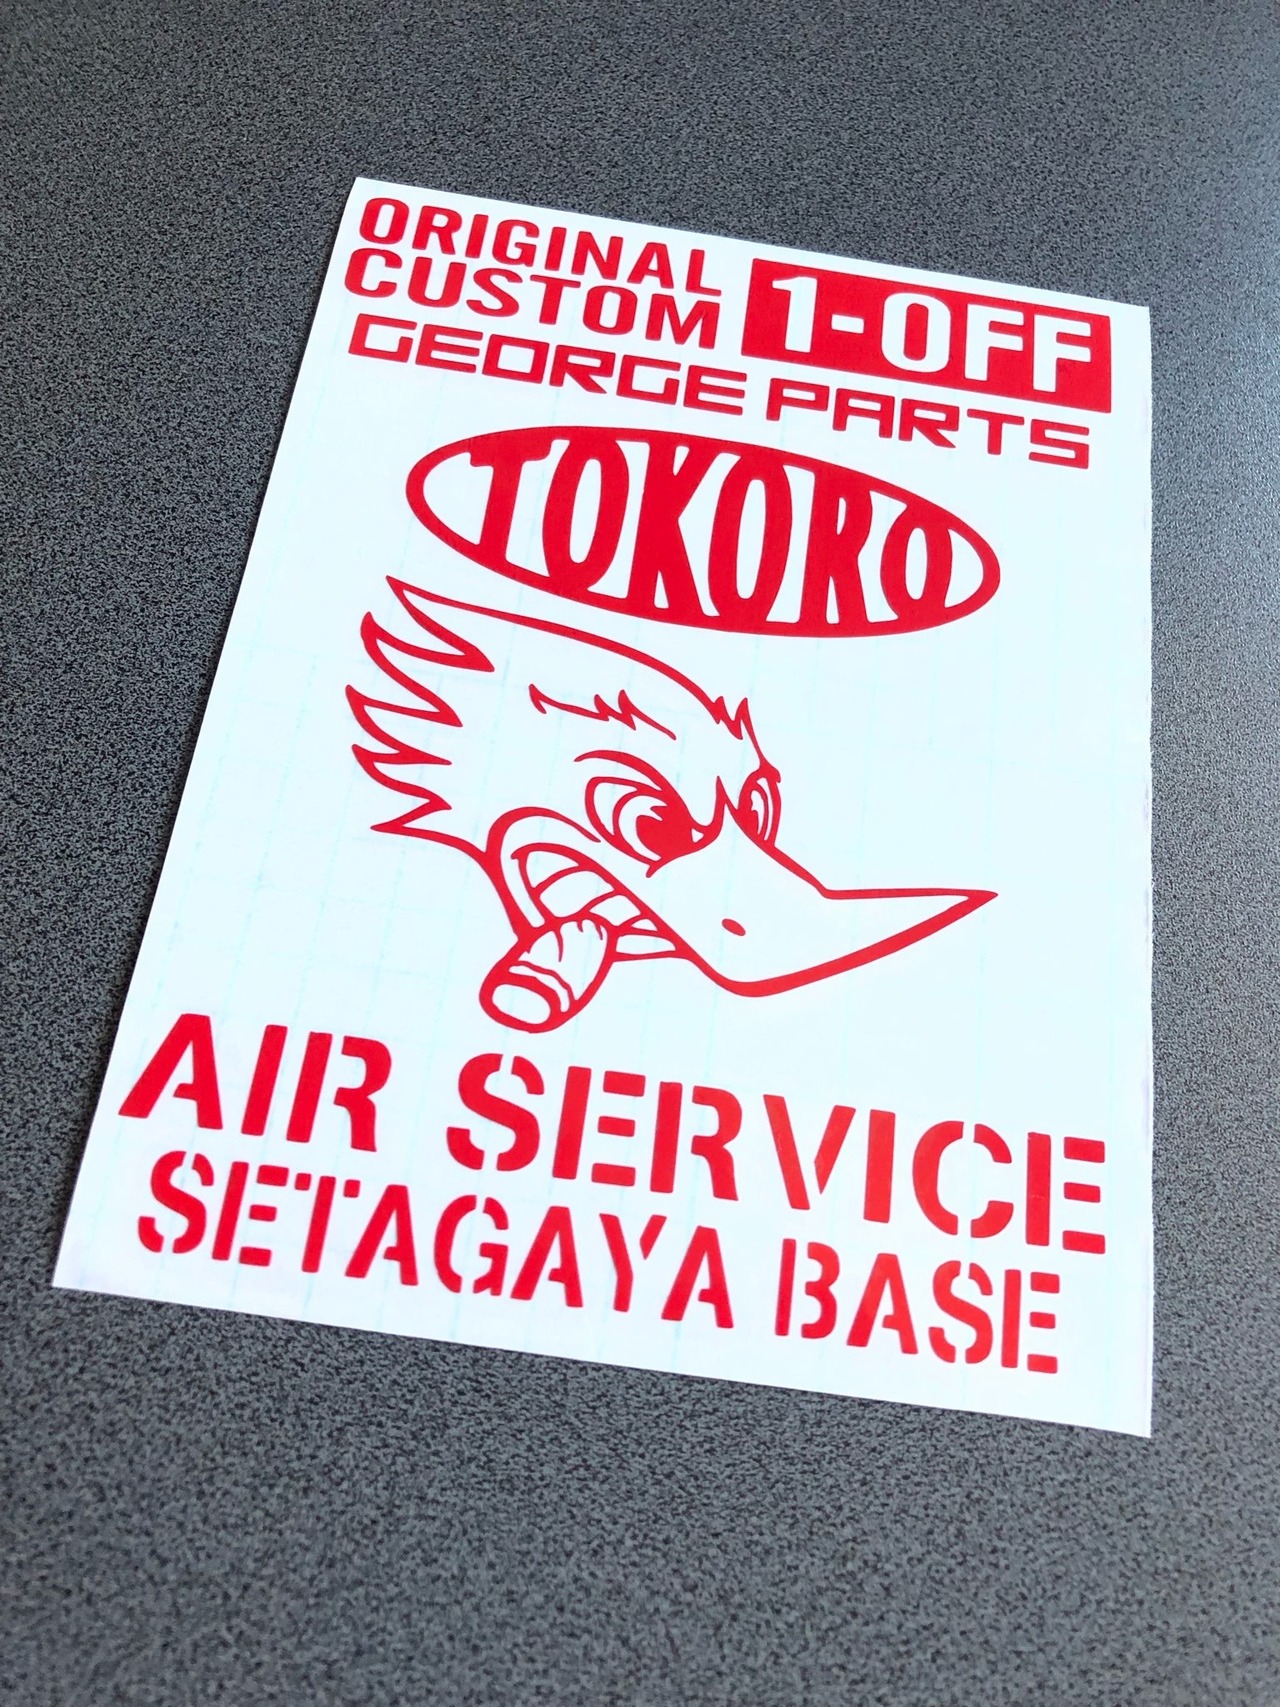 ORIGINAL
CUSTOM
1-OFF
GEORGE PARTS
TOKORO
AIR SERVICE
SETAGAYA BASE